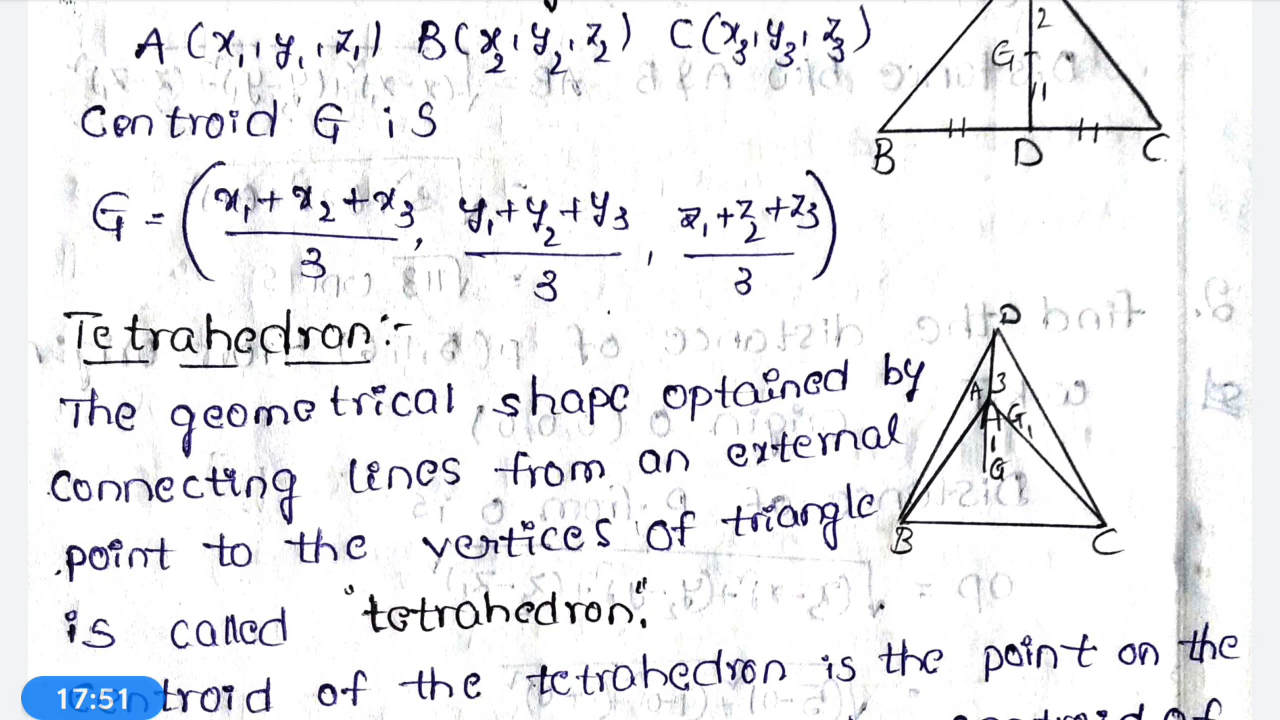 A (x₁, y₁, z₁) B(x₂, y₂, z₂) C(x₃, y₃, z₃)
2
G
11
B D C
Centroid G is
G = (x₁+x₂+x₃/3, y₁+y₂+y₃/3, z₁+z₂+z₃/3)
Tetrahedron:-
D
The geometrical shape optained by
A 3
G₁
1
G
connecting lines from an external
point to the vertices of triangle
B C
is called "tetrahedron".
Centroid of the tetrahedron is the point on the
17:51